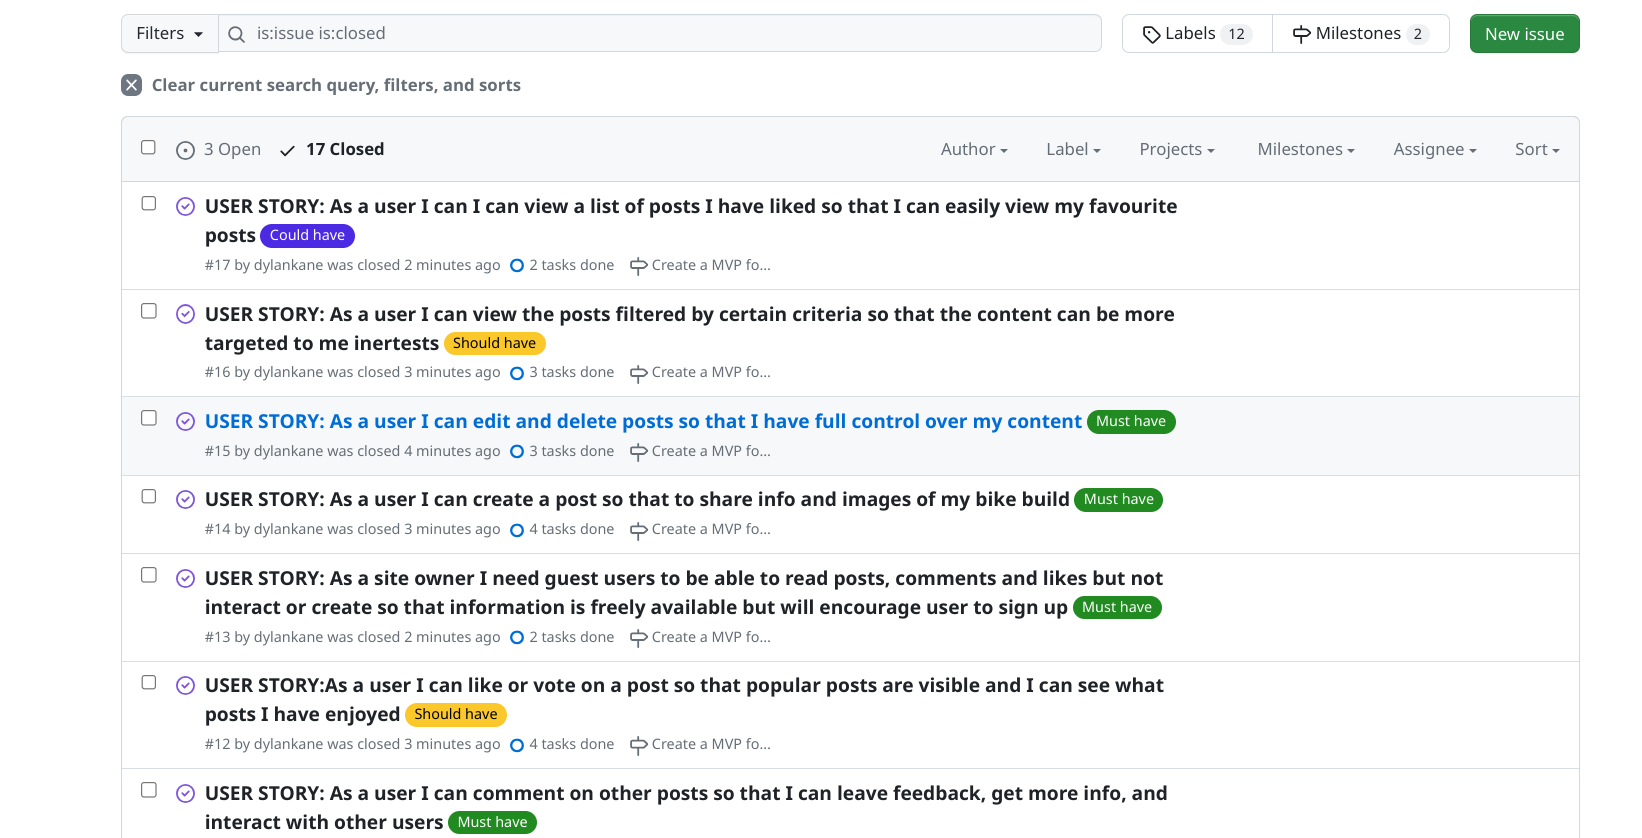 Filters is:issue is:closed Labels 12 Milestones 2 New issue
Clear current search query, filters, and sorts
3 Open 17 Closed Author Label Projects Milestones Assignee Sort
USER STORY: As a user I can I can view a list of posts I have liked so that I can easily view my favourite
posts Could have
#17 by dylankane was closed 2 minutes ago 2 tasks done Create a MVP fo...
USER STORY: As a user I can view the posts filtered by certain criteria so that the content can be more
targeted to me inertests Should have
#16 by dylankane was closed 3 minutes ago 3 tasks done Create a MVP fo...
USER STORY: As a user I can edit and delete posts so that I have full control over my content Must have
#15 by dylankane was closed 4 minutes ago 3 tasks done Create a MVP fo...
USER STORY: As a user I can create a post so that to share info and images of my bike build Must have
#14 by dylankane was closed 3 minutes ago 4 tasks done Create a MVP fo...
USER STORY: As a site owner I need guest users to be able to read posts, comments and likes but not
interact or create so that information is freely available but will encourage user to sign up Must have
#13 by dylankane was closed 2 minutes ago 2 tasks done Create a MVP fo...
USER STORY:As a user I can like or vote on a post so that popular posts are visible and I can see what
posts I have enjoyed Should have
#12 by dylankane was closed 3 minutes ago 4 tasks done Create a MVP fo...
USER STORY: As a user I can comment on other posts so that I can leave feedback, get more info, and
interact with other users Must have